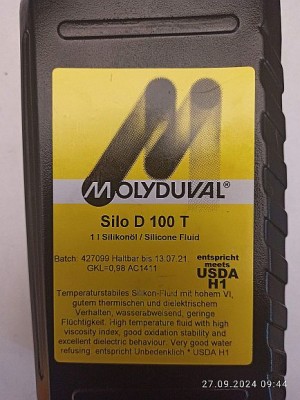 MOLYDUVAL®
Silo D 100 T
1 l Silikonöl / Silicone Fluid
Batch: 427099 Haltbar bis 13.07.21
GKL=0,98 AC1411
entspricht
meets
USDA
H1
Temperaturstabiles Silikon-Fluid mit hohem VI,
gutem thermischen und dielektrischem
Verhalten, wasserabweisend, geringe
Flüchtigkeit. High temperature fluid with high
viscosity index, good oxidation stability and
excellent dielectric behaviour. Very good water
refusing. entspricht Unbedenklich * USDA H1
27.09.2024 09:44